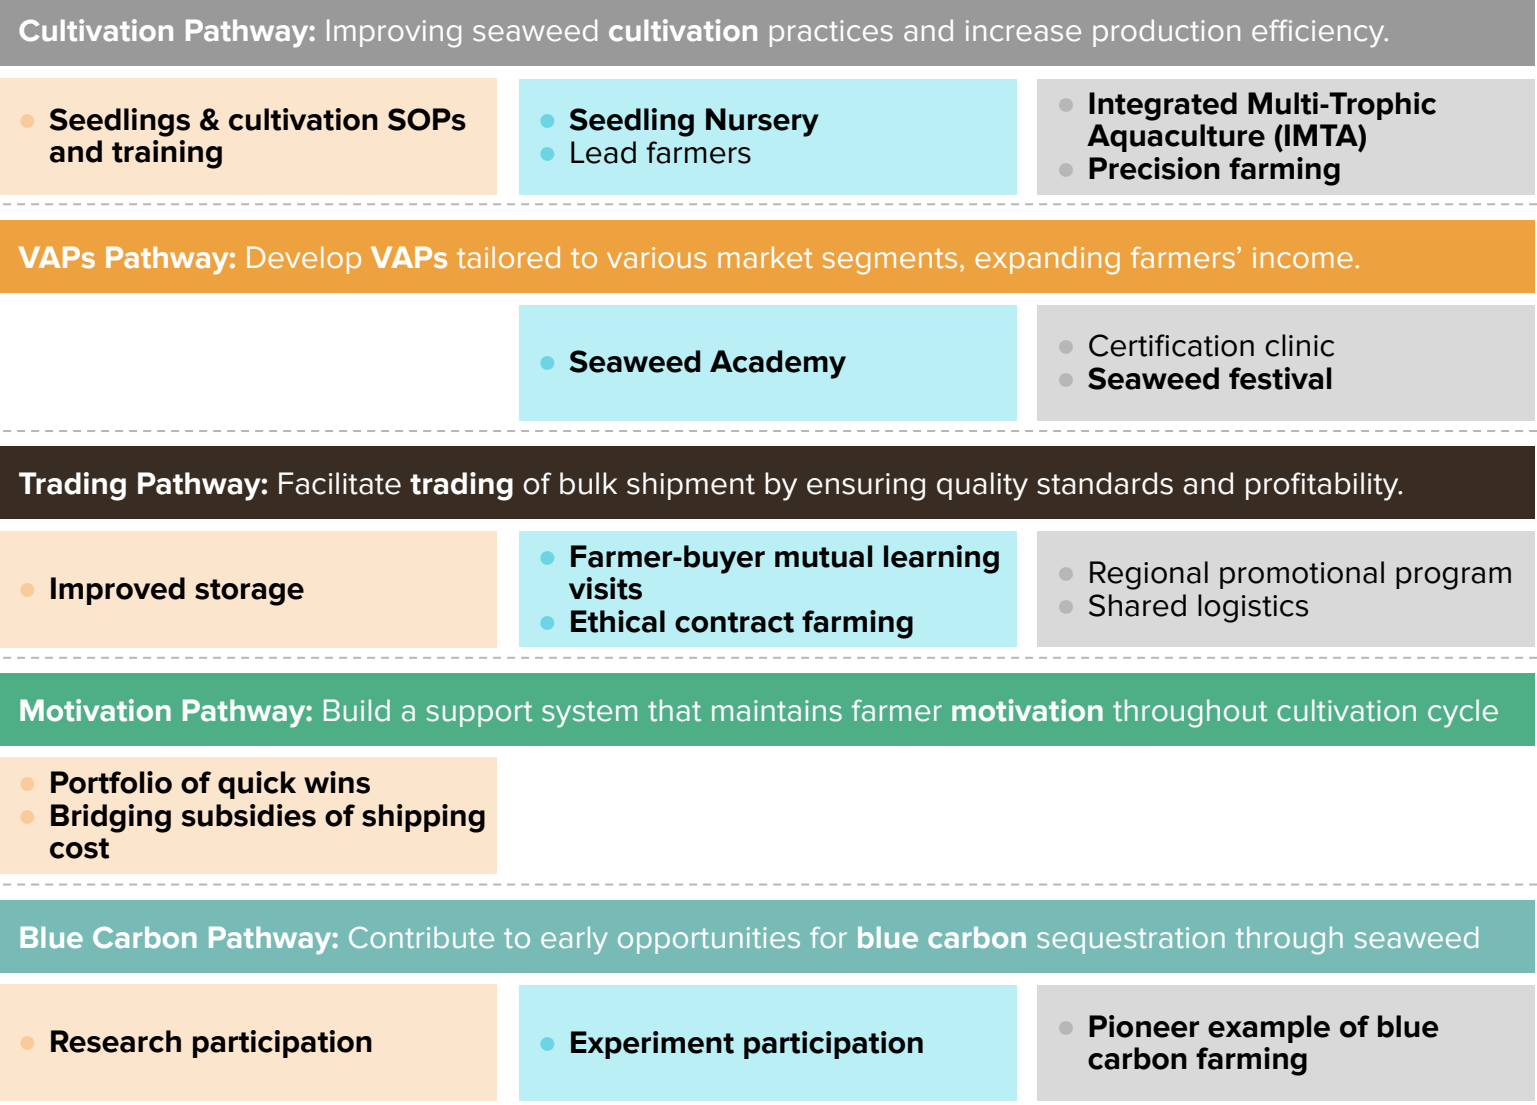 Cultivation Pathway: Improving seaweed cultivation practices and increase production efficiency.
Seedlings & cultivation SOPs
and training
Seedling Nursery
Lead farmers
Integrated Multi-Trophic
Aquaculture (IMTA)
Precision farming
VAPs Pathway: Develop VAPs tailored to various market segments, expanding farmers’ income.
Seaweed Academy
Certification clinic
Seaweed festival
Trading Pathway: Facilitate trading of bulk shipment by ensuring quality standards and profitability.
Improved storage
Farmer-buyer mutual learning
visits
Ethical contract farming
Regional promotional program
Shared logistics
Motivation Pathway: Build a support system that maintains farmer motivation throughout cultivation cycle
Portfolio of quick wins
Bridging subsidies of shipping
cost
Blue Carbon Pathway: Contribute to early opportunities for blue carbon sequestration through seaweed
Research participation
Experiment participation
Pioneer example of blue
carbon farming